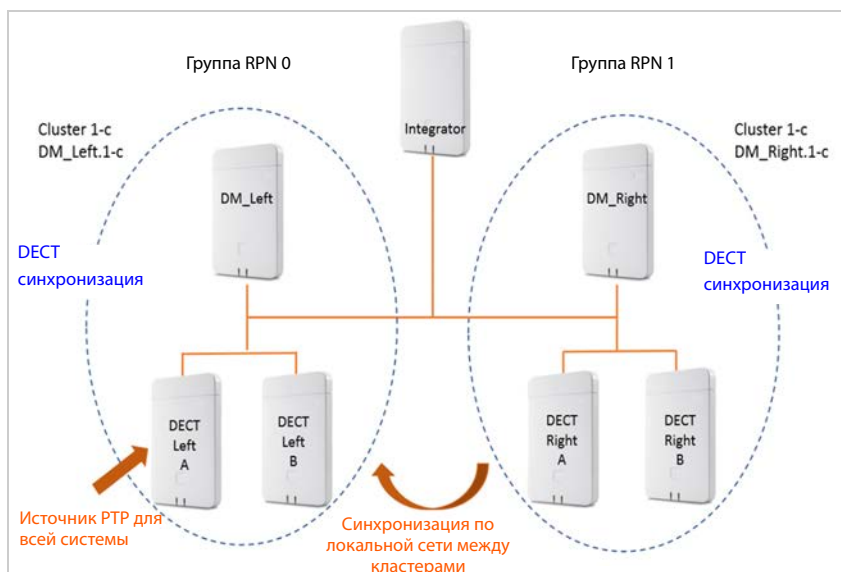 Группа RPN 0
Группа RPN 1
Integrator
Cluster 1-c
DM_Left.1-c
Cluster 1-c
DM_Right.1-c
DM_Left
DM_Right
DECT
синхронизация
DECT
синхронизация
DECT
Left
A
DECT
Left
B
DECT
Right
A
DECT
Right
B
Источник PTP для
всей системы
Синхронизация по
локальной сети между
кластерами